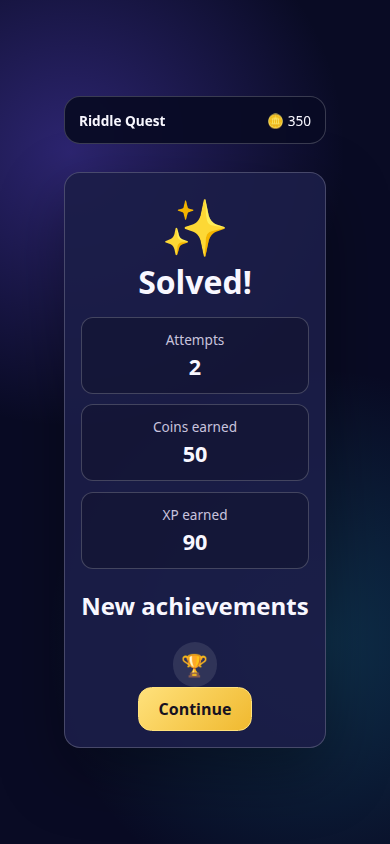 Riddle Quest
350
Solved!
Attempts
2
Coins earned
50
XP earned
90
New achievements
Continue